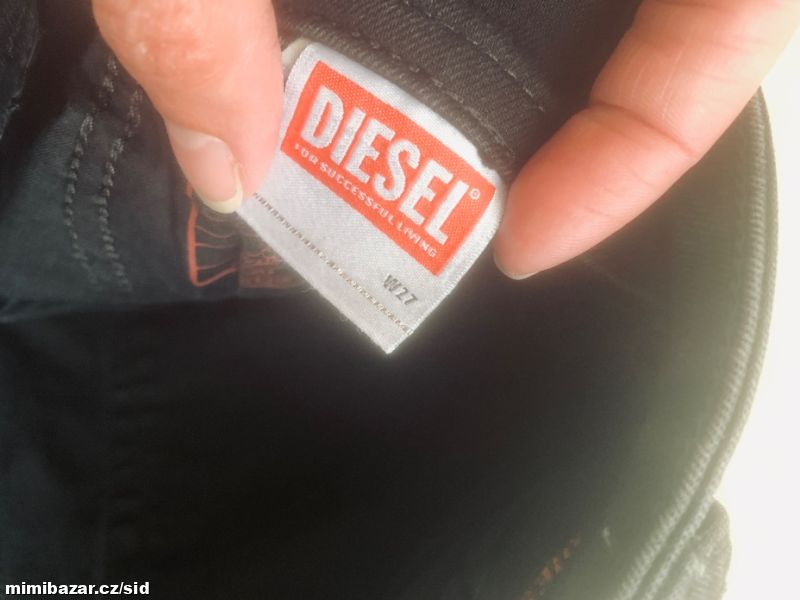 DIESEL®
FOR SUCCESSFUL LIVING
W27
mimibazar.cz/sid